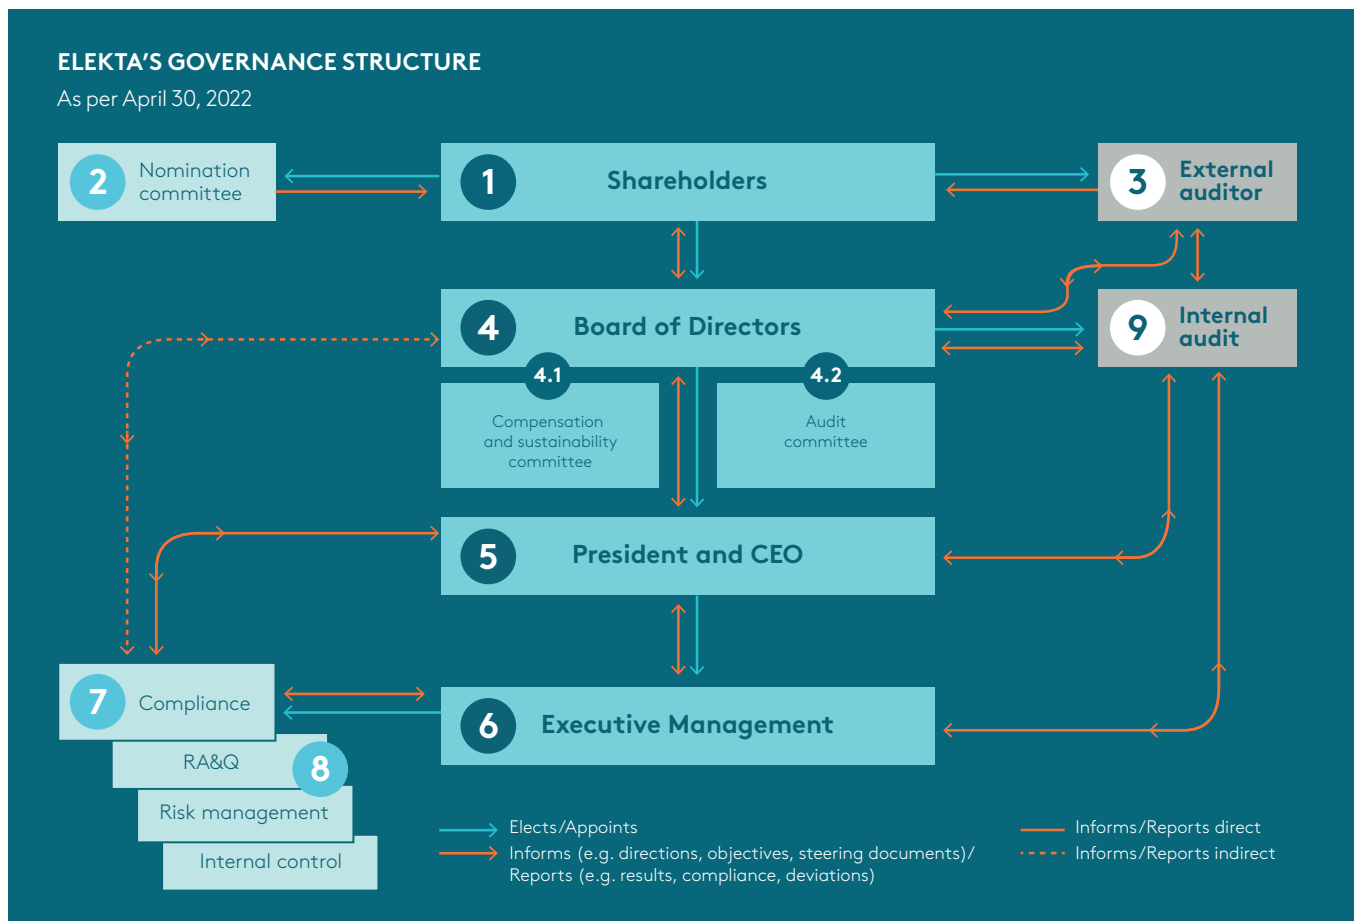 ELEKTA'S GOVERNANCE STRUCTURE
As per April 30, 2022
2
Nomination
committee
1
Shareholders
3
External
auditor
4
Board of Directors
9
Internal
audit
4.1
Compensation
and sustainability
committee
4.2
Audit
committee
5
President and CEO
7
Compliance
6
Executive Management
RA&Q
8
Risk management
Internal control
Elects/Appoints
Informs (e.g. directions, objectives, steering documents)/
Reports (e.g. results, compliance, deviations)
Informs/Reports direct
Informs/Reports indirect